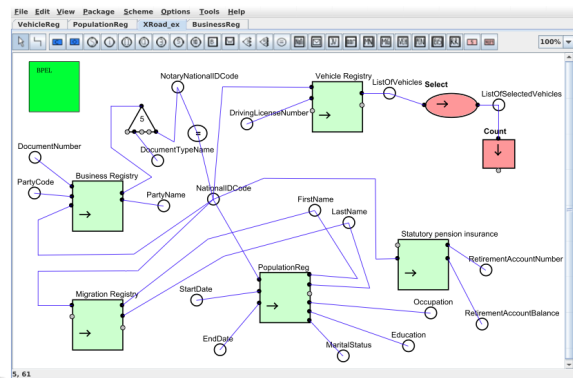 File Edit View Package Scheme Options Tools Help
VehicleReg PopulationReg XRoad_ex BusinessReg
100%
BPEL
NotaryNationalIDCode
Vehicle Registry
ListOfVehicles
Select
ListOfSelectedVehicles
5
DrivingLicenseNumber
=
Count
DocumentNumber
DocumentTypeName
PartyCode
Business Registry
PartyName
NationalIDCode
FirstName
LastName
Statutory pension insurance
RetirementAccountNumber
PopulationReg
Migration Registry
StartDate
Occupation
RetirementAccountBalance
EndDate
Education
MaritalStatus
5, 61